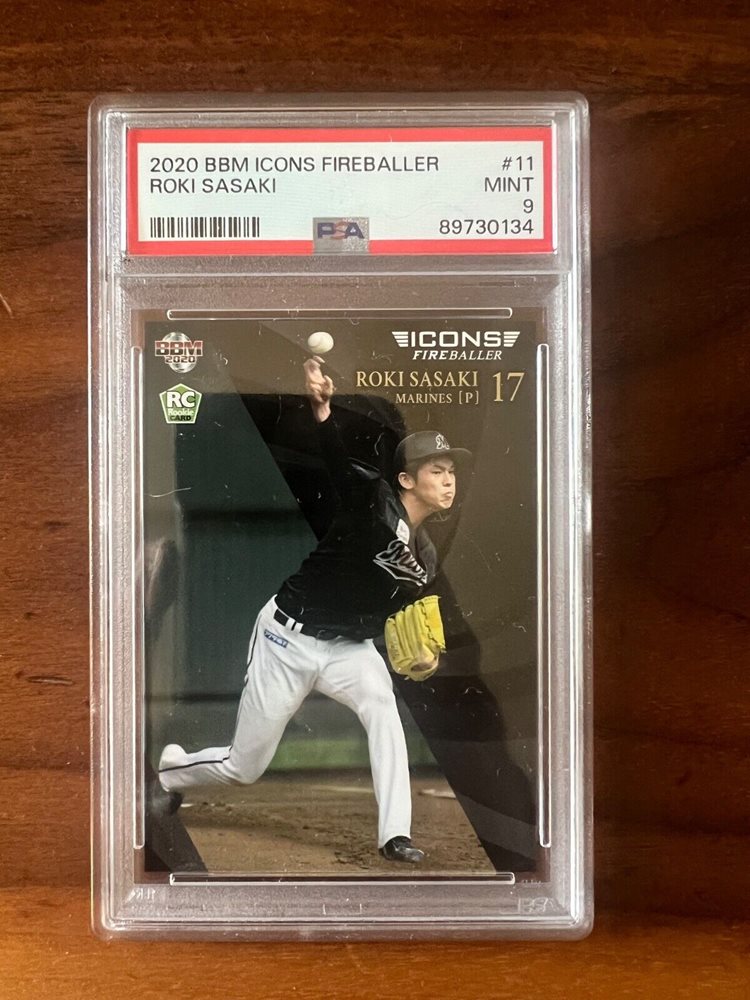 2020 BBM ICONS FIREBALLER #11
ROKI SASAKI MINT
9
PSA 89730134
BBM
2020
ICONS
FIREBALLER
RC
Rookie
CARD
ROKI SASAKI 17
MARINES [P]